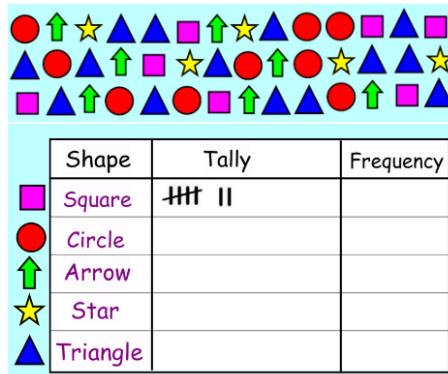 Shape Tally Frequency
Square
Circle
Arrow
Star
Triangle